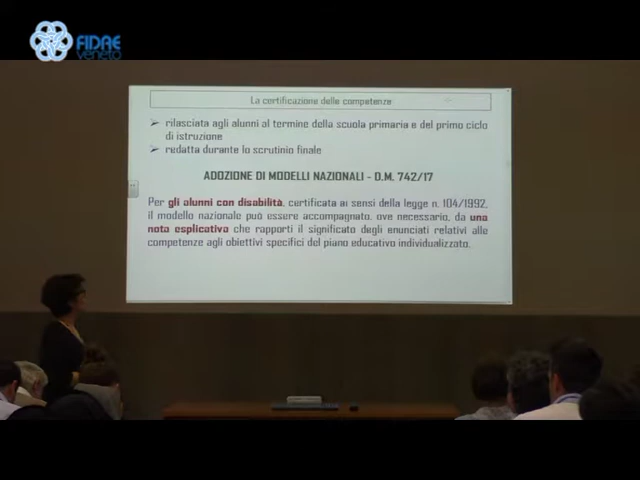 FIDAE
veneto
La certificazione delle competenze
➢ rilasciata agli alunni al termine della scuola primaria e del primo ciclo
di istruzione
➢ redatta durante lo scrutinio finale
ADOZIONE DI MODELLI NAZIONALI - D.M. 742/17
Per gli alunni con disabilità, certificata ai sensi della legge n. 104/1992,
il modello nazionale può essere accompagnato, ove necessario, da una
nota esplicativa che rapporti il significato degli enunciati relativi alle
competenze agli obiettivi specifici del piano educativo individualizzato.